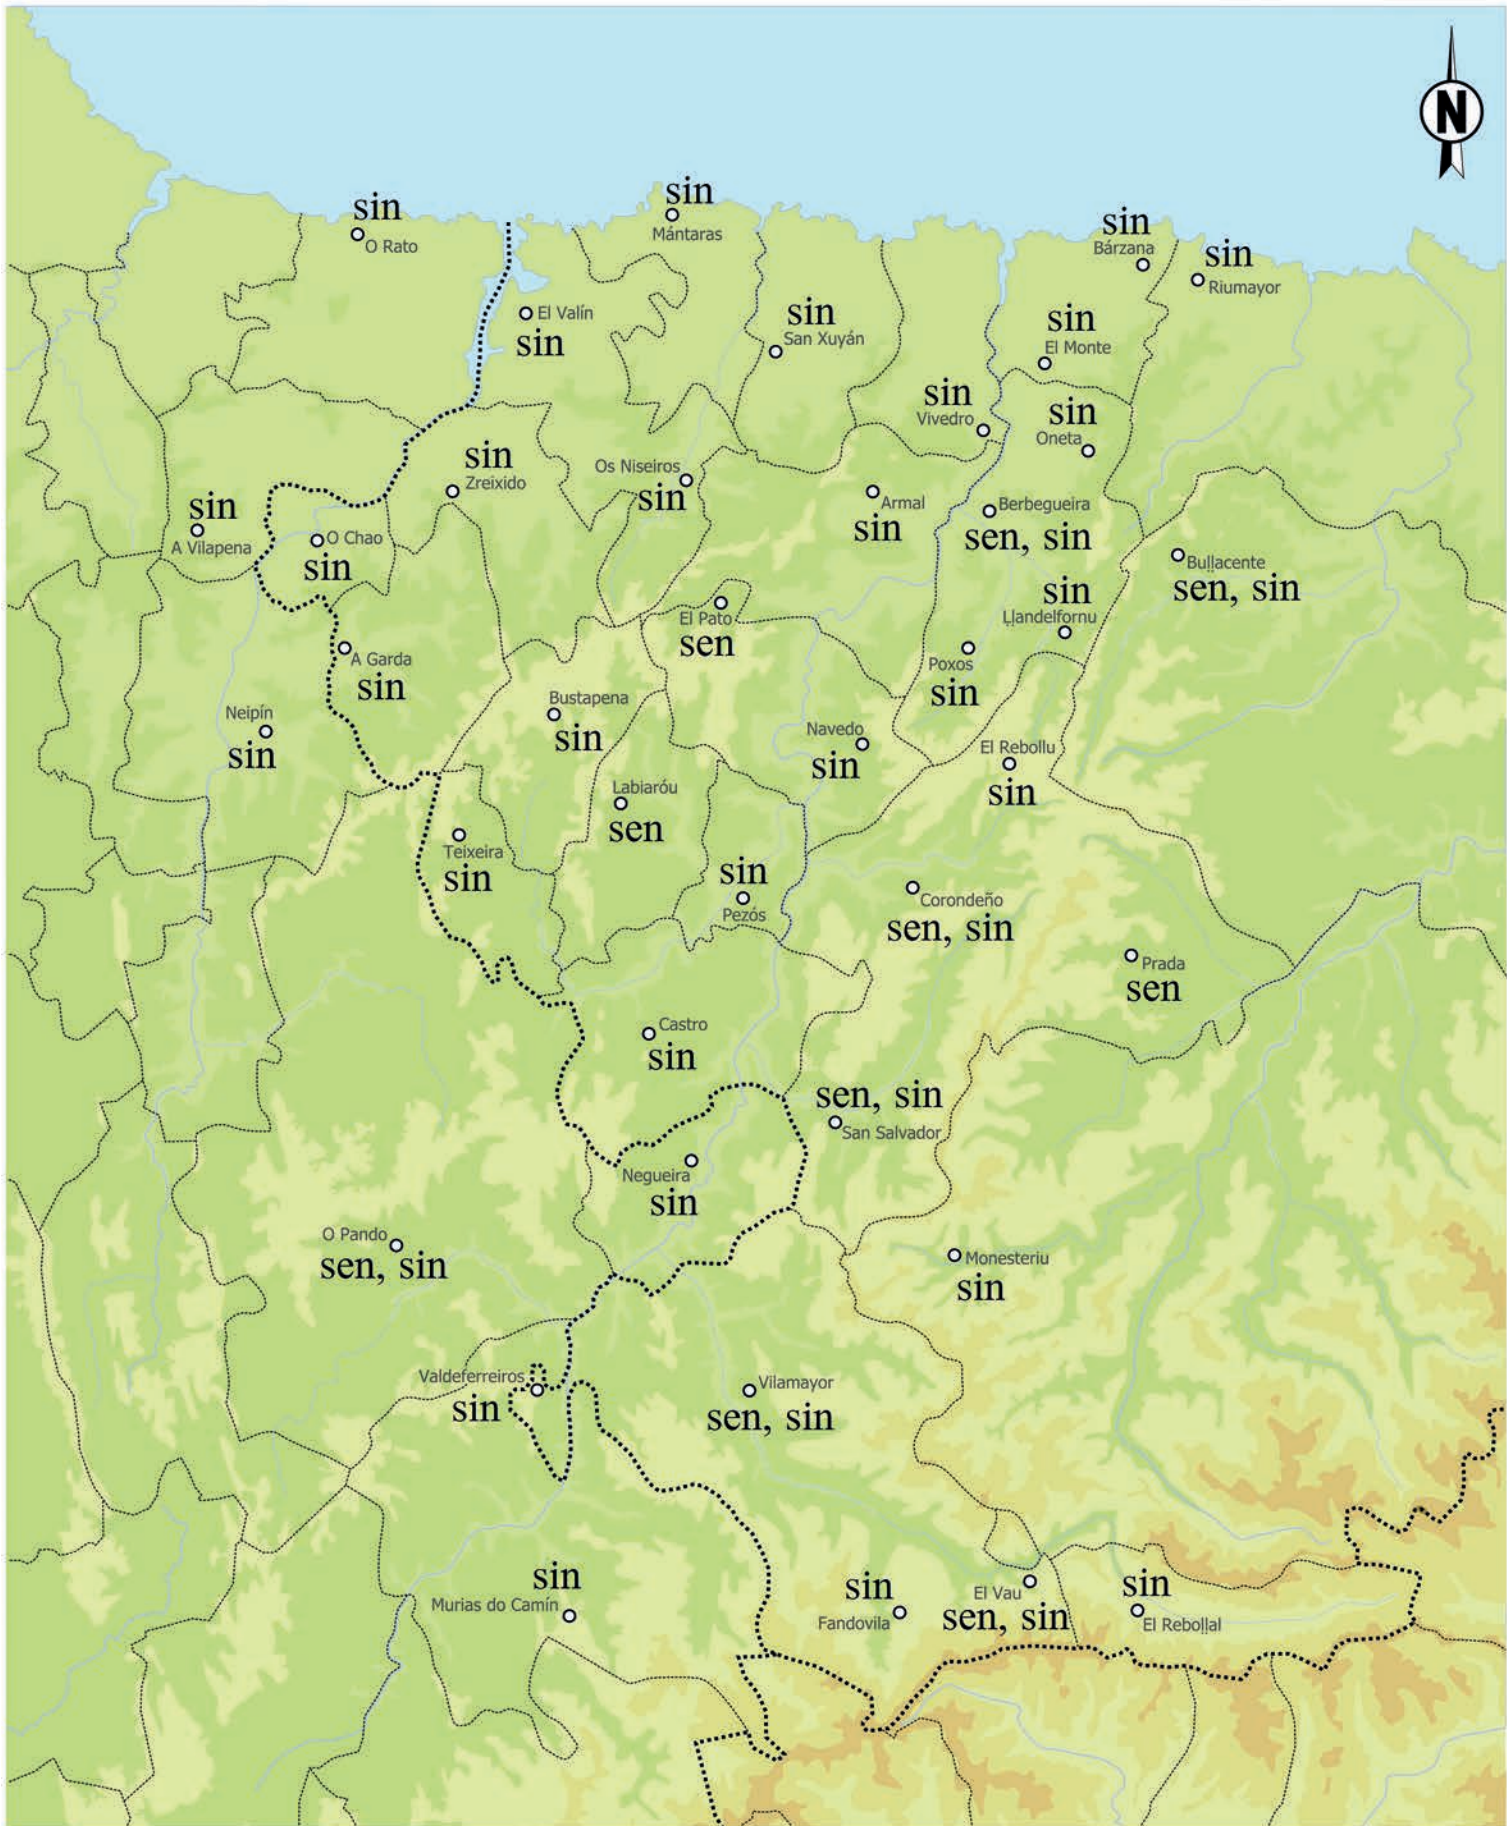 N
sin
O Rato
sin
Mántaras
sin
Bárzana
sin
Riumayor
El Valín
sin
sin
San Xuyán
sin
El Monte
sin
Vivedro
sin
Oneta
sin
Zreixido
Os Niseiros
sin
Armal
sin
Berbegueira
sen, sin
sin
A Vilapena
O Chao
sin
Buḷḷacente
sen, sin
El Pato
sen
sin
Ḷḷandelfornu
A Garda
sin
Poxos
sin
Bustapena
sin
Neipín
sin
Navedo
sin
El Rebollu
sin
Labiaróu
sen
Teixeira
sin
sin
Pezós
Corondeño
sen, sin
Prada
sen
Castro
sin
sen, sin
San Salvador
Negueira
sin
O Pando
sen, sin
Monesteriu
sin
Valdeferreiros
sin
Vilamayor
sen, sin
sin
Murias do Camín
sin
Fandovila
El Vau
sen, sin
sin
El Reboḷḷal